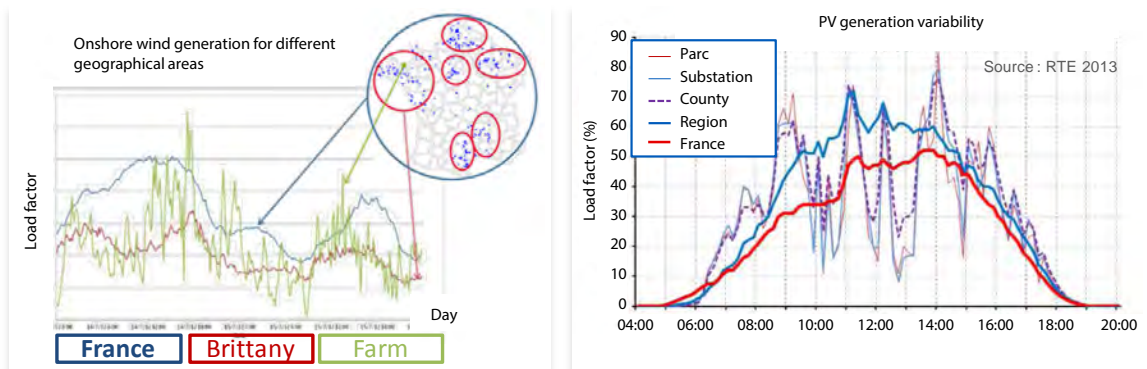 Onshore wind generation for different
geographical areas
Load factor
Day
France
Brittany
Farm
PV generation variability
90
80
70
60
50
40
30
20
10
0
Load factor (%)
Parc
Substation
County
Region
France
Source : RTE 2013
04:00
06:00
08:00
10:00
12:00
14:00
16:00
18:00
20:00